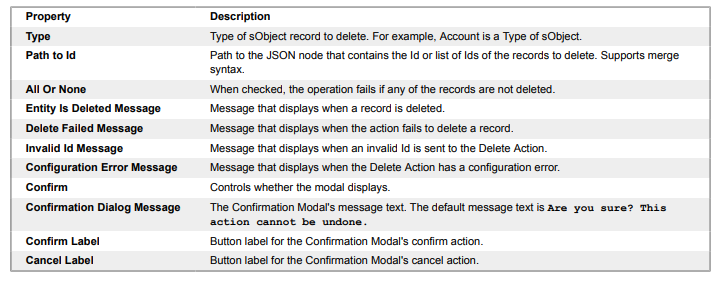 Property Description
Type Type of sObject record to delete. For example, Account is a Type of sObject.
Path to Id Path to the JSON node that contains the Id or list of Ids of the records to delete. Supports merge
syntax.
All Or None When checked, the operation fails if any of the records are not deleted.
Entity Is Deleted Message Message that displays when a record is deleted.
Delete Failed Message Message that displays when the action fails to delete a record.
Invalid Id Message Message that displays when an invalid Id is sent to the Delete Action.
Configuration Error Message Message that displays when the Delete Action has a configuration error.
Confirm Controls whether the modal displays.
Confirmation Dialog Message The Confirmation Modal's message text. The default message text is Are you sure? This
action cannot be undone.
Confirm Label Button label for the Confirmation Modal's confirm action.
Cancel Label Button label for the Confirmation Modal's cancel action.